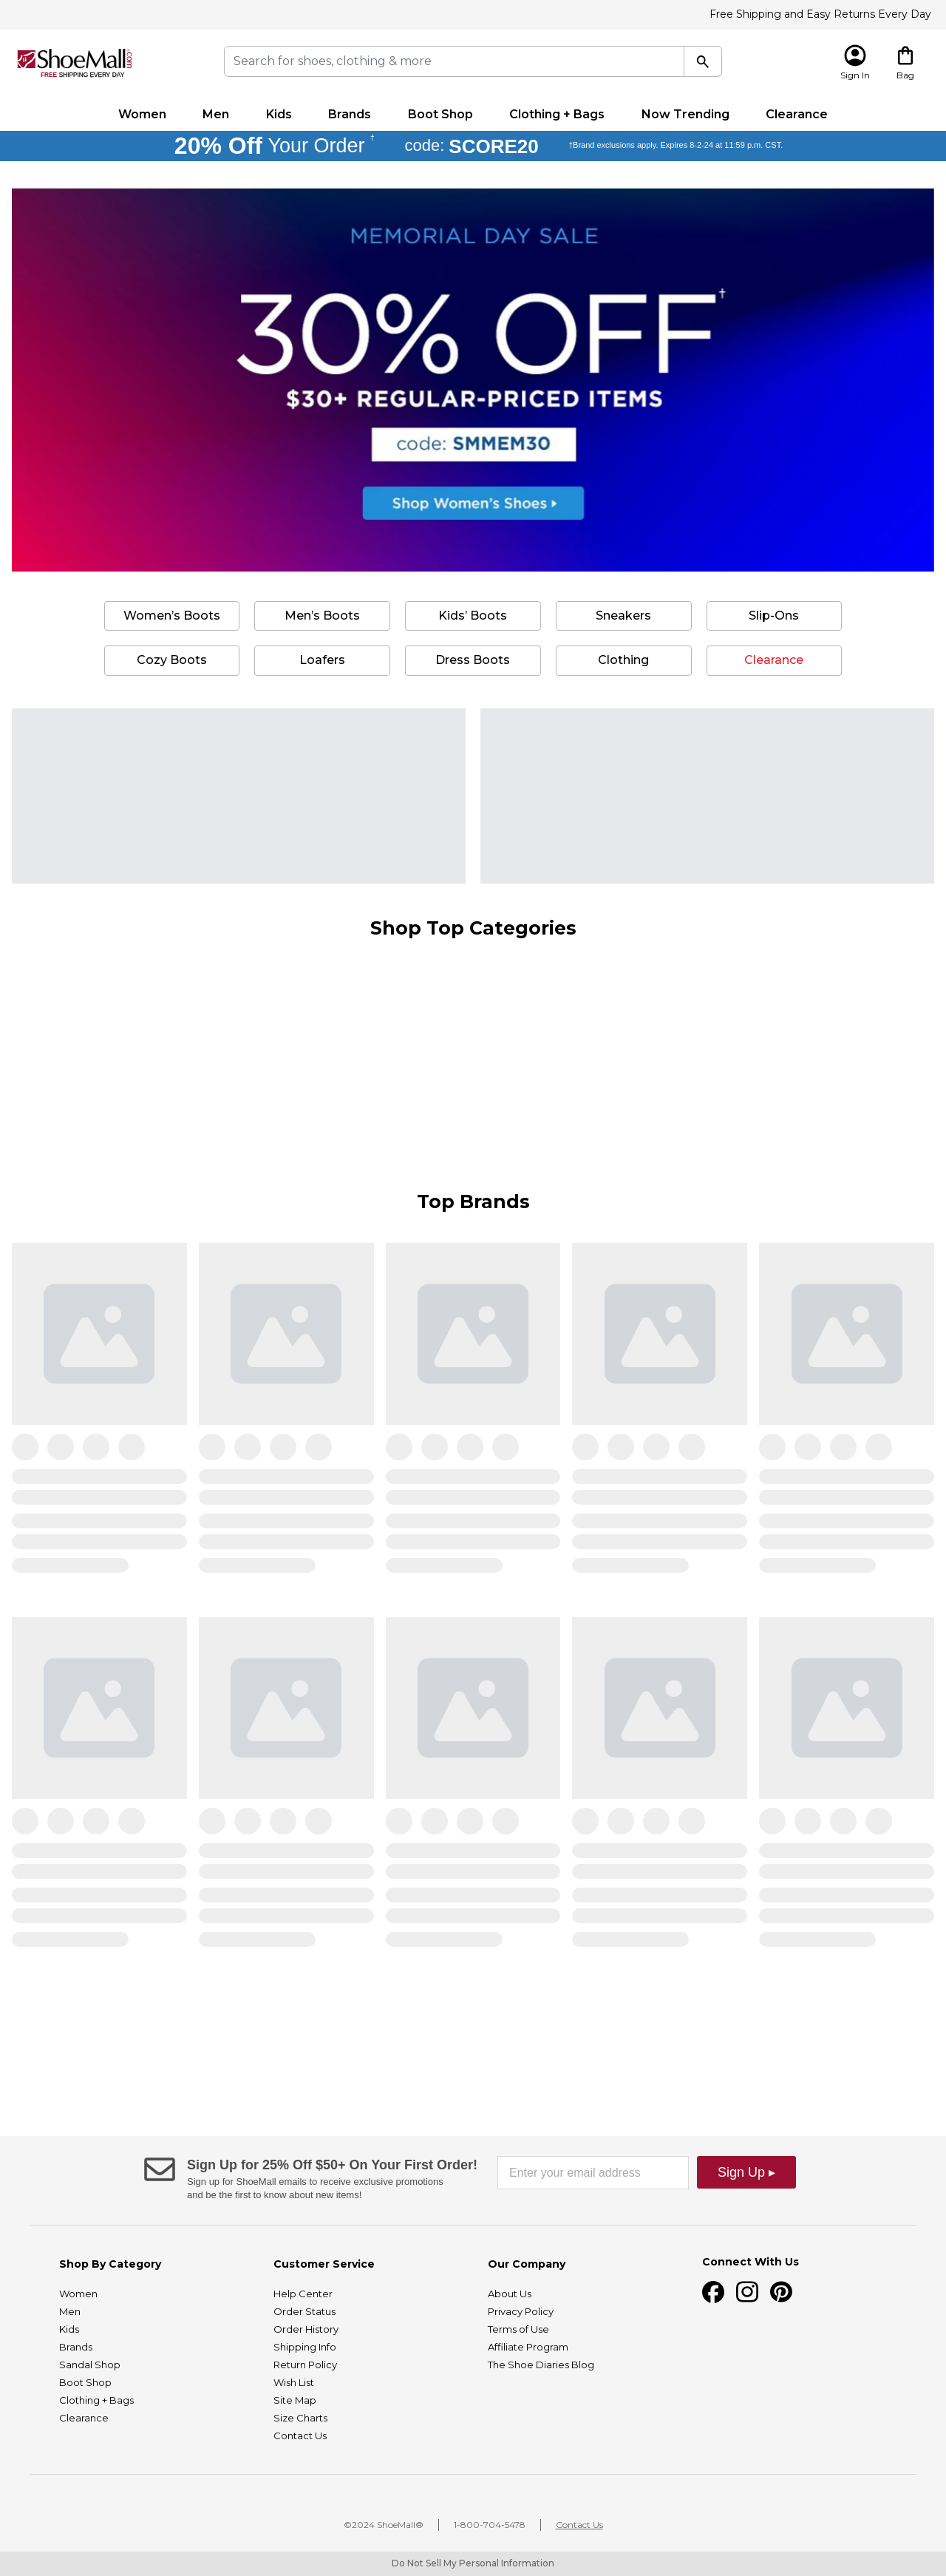 Free Shipping and Easy Returns Every Day
ShoeMall.com
FREE SHIPPING EVERY DAY
Search for shoes, clothing & more
Sign In
Bag
Women Men Kids Brands Boot Shop Clothing + Bags Now Trending Clearance
20% Off Your Order † code: SCORE20 †Brand exclusions apply. Expires 8-2-24 at 11:59 p.m. CST.
MEMORIAL DAY SALE
30% OFF†
$30+ REGULAR-PRICED ITEMS
code: SMMEM30
Shop Women's Shoes
Women's Boots Men's Boots Kids' Boots Sneakers Slip-Ons
Cozy Boots Loafers Dress Boots Clothing Clearance
Shop Top Categories
Top Brands
Sign Up for 25% Off $50+ On Your First Order!
Sign up for ShoeMall emails to receive exclusive promotions
and be the first to know about new items!
Enter your email address
Sign Up ▸
Shop By Category
Women
Men
Kids
Brands
Sandal Shop
Boot Shop
Clothing + Bags
Clearance
Customer Service
Help Center
Order Status
Order History
Shipping Info
Return Policy
Wish List
Site Map
Size Charts
Contact Us
Our Company
About Us
Privacy Policy
Terms of Use
Affiliate Program
The Shoe Diaries Blog
Connect With Us
©2024 ShoeMall® 1-800-704-5478 Contact Us
Do Not Sell My Personal Information